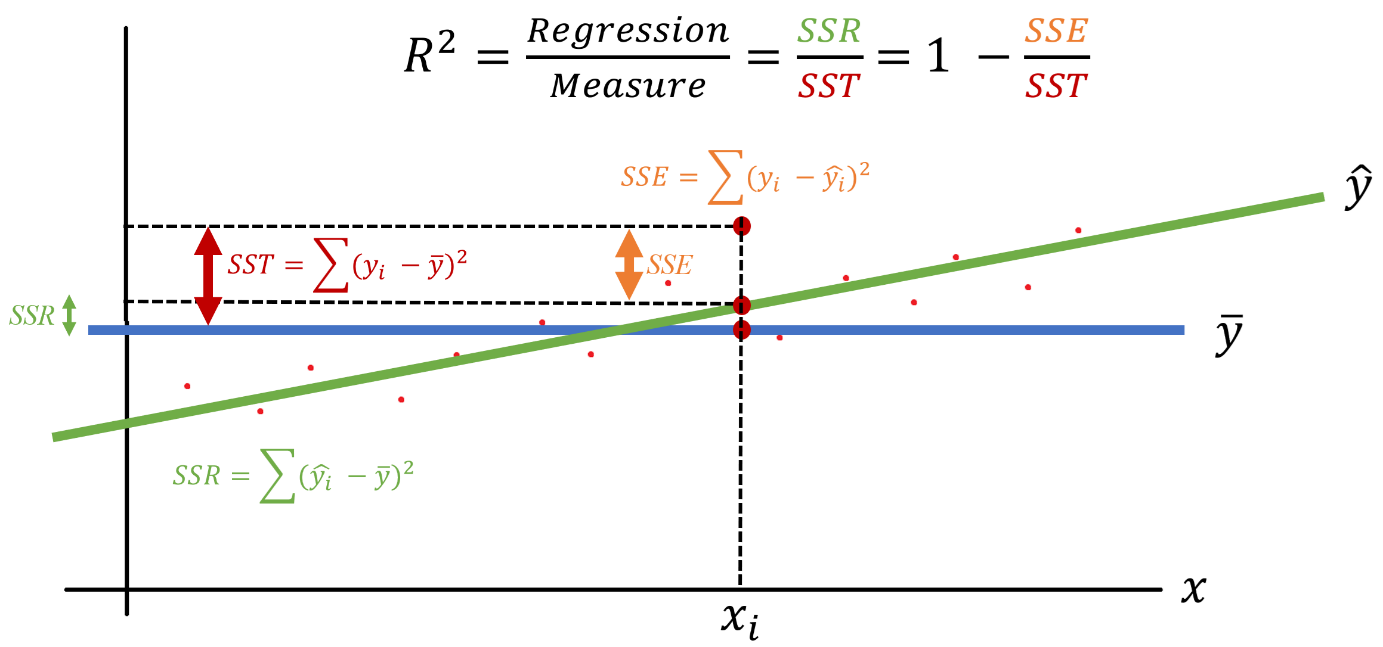 R² = Regression / Measure = SSR / SST = 1 − SSE / SST
SSE = ∑(yᵢ − ŷᵢ)²
ŷ
SST = ∑(yᵢ − ȳ)²
SSE
SSR
ȳ
SSR = ∑(ŷᵢ − ȳ)²
x
xᵢ